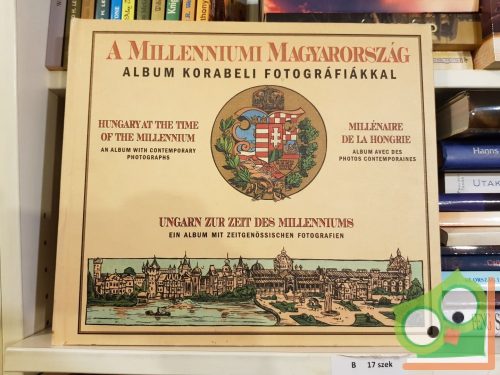 A MILLENNIUMI MAGYARORSZÁG
ALBUM KORABELI FOTOGRÁFIÁKKAL
HUNGARY AT THE TIME
OF THE MILLENNIUM
AN ALBUM WITH CONTEMPORARY
PHOTOGRAPHS
MILLÉNAIRE
DE LA HONGRIE
ALBUM AVEC DES
PHOTOS CONTEMPORAINES
UNGARN ZUR ZEIT DES MILLENNIUMS
EIN ALBUM MIT ZEITGENÖSSISCHEN FOTOGRAFIEN
Hanns
UTAK
B 17 szek